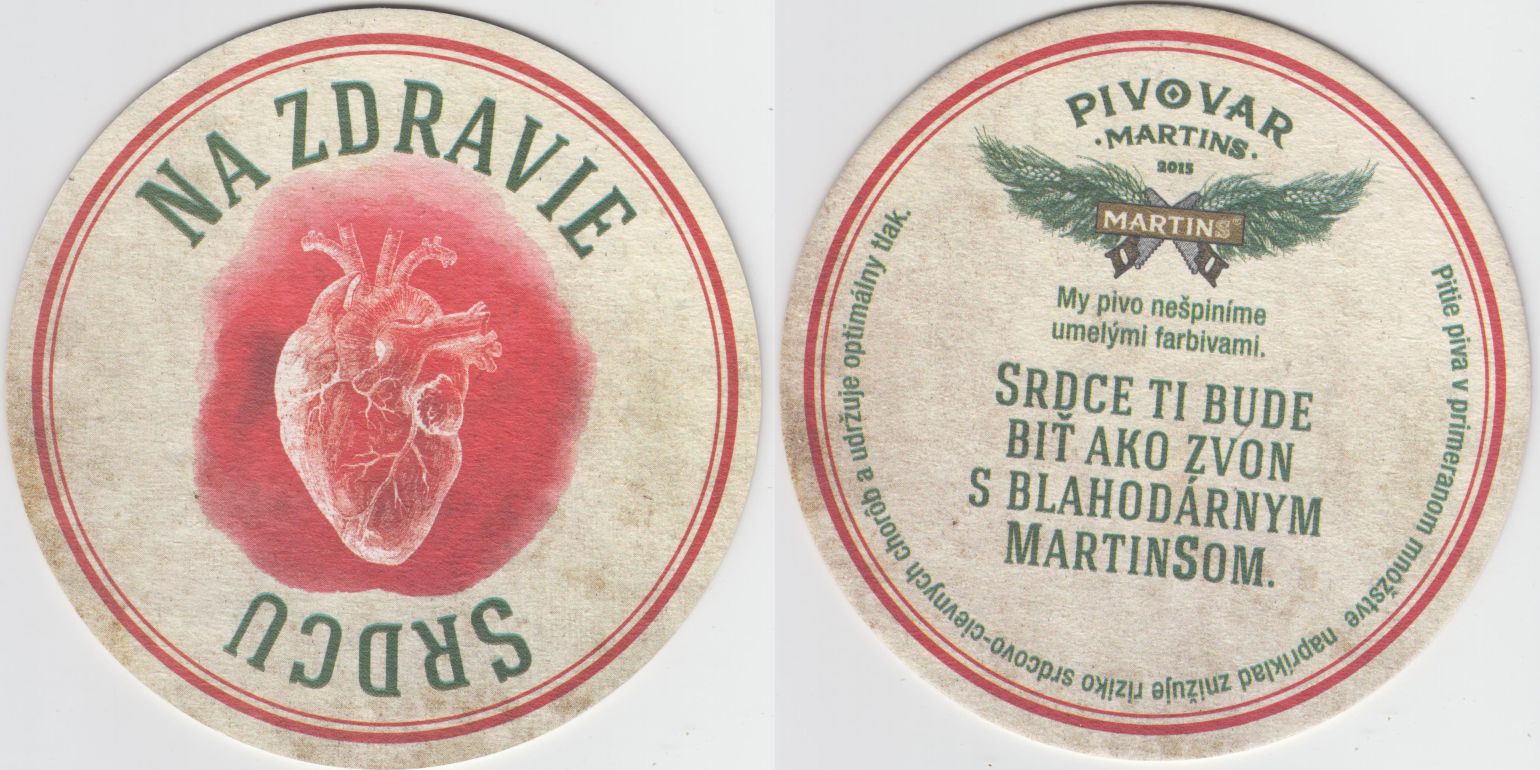 NA ZDRAVIE
SRDCU
PIVOVAR
·MARTINS·
2015
MARTINS
My pivo nešpiníme
umelými farbivami.
SRDCE TI BUDE
BIŤ AKO ZVON
S BLAHODÁRNYM
MARTINSOM.
Pitie piva v primeranom množstve napríklad znižuje riziko srdcovo-cievnych chorôb a udržuje optimálny tlak.